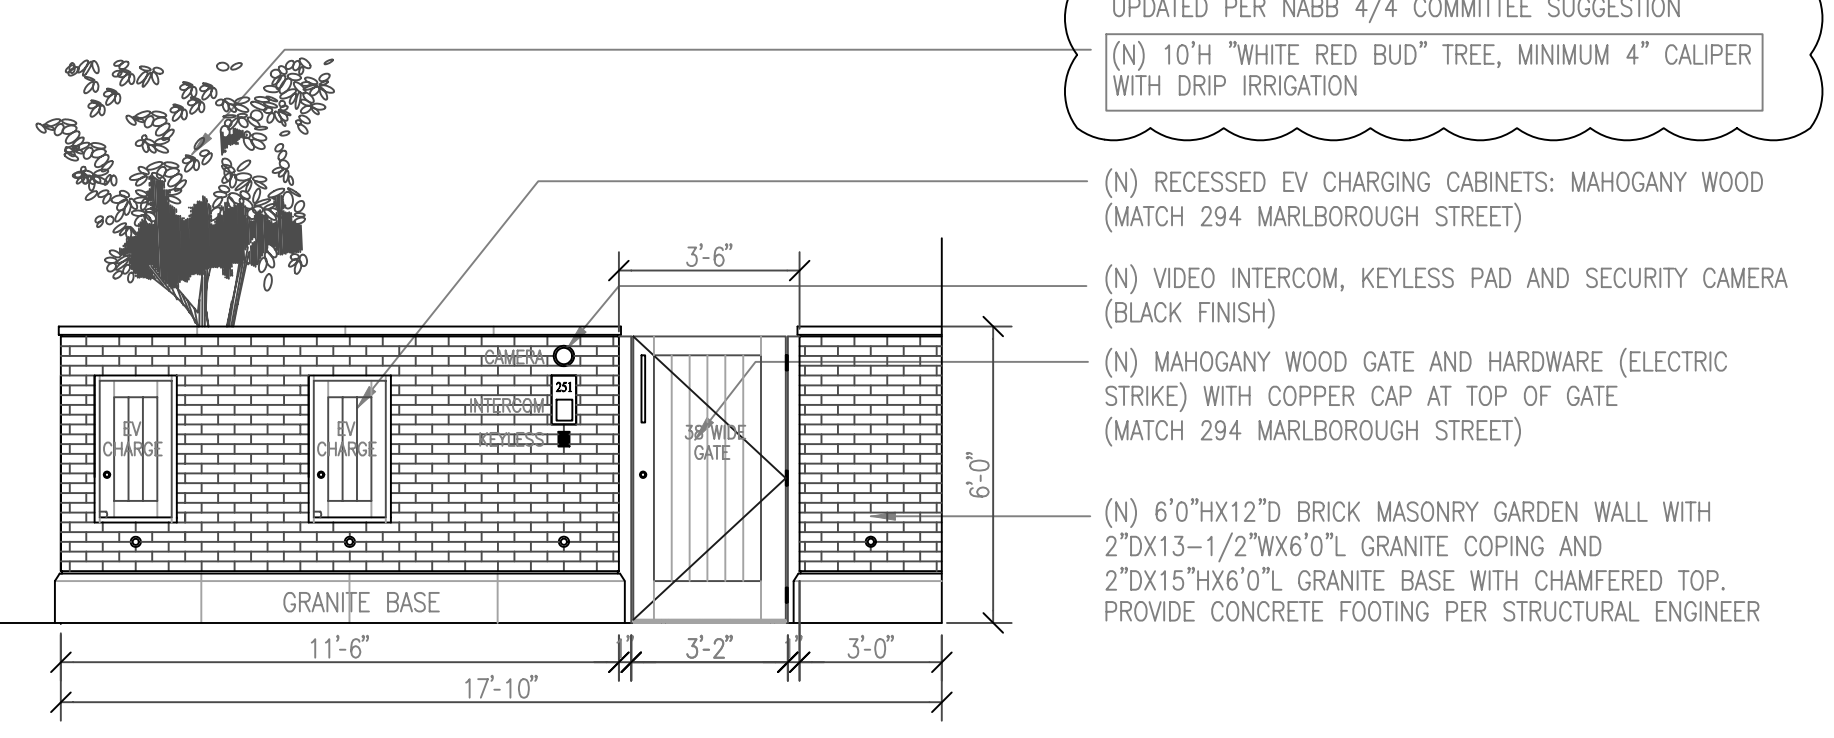 UPDATED PER NABB 4/4 COMMITTEE SUGGESTION
(N) 10'H "WHITE RED BUD" TREE, MINIMUM 4" CALIPER
WITH DRIP IRRIGATION
(N) RECESSED EV CHARGING CABINETS: MAHOGANY WOOD
(MATCH 294 MARLBOROUGH STREET)
3'-6"
(N) VIDEO INTERCOM, KEYLESS PAD AND SECURITY CAMERA
(BLACK FINISH)
CAMERA
(N) MAHOGANY WOOD GATE AND HARDWARE (ELECTRIC
STRIKE) WITH COPPER CAP AT TOP OF GATE
(MATCH 294 MARLBOROUGH STREET)
251
INTERCOM
KEYLESS
EV
CHARGE
EV
CHARGE
38" WIDE
GATE
6'-0"
(N) 6'0"HX12"D BRICK MASONRY GARDEN WALL WITH
2"DX13-1/2"WX6'0"L GRANITE COPING AND
2"DX15"HX6'0"L GRANITE BASE WITH CHAMFERED TOP.
PROVIDE CONCRETE FOOTING PER STRUCTURAL ENGINEER
GRANITE BASE
11'-6"
1"
3'-2"
1"
3'-0"
17'-10"